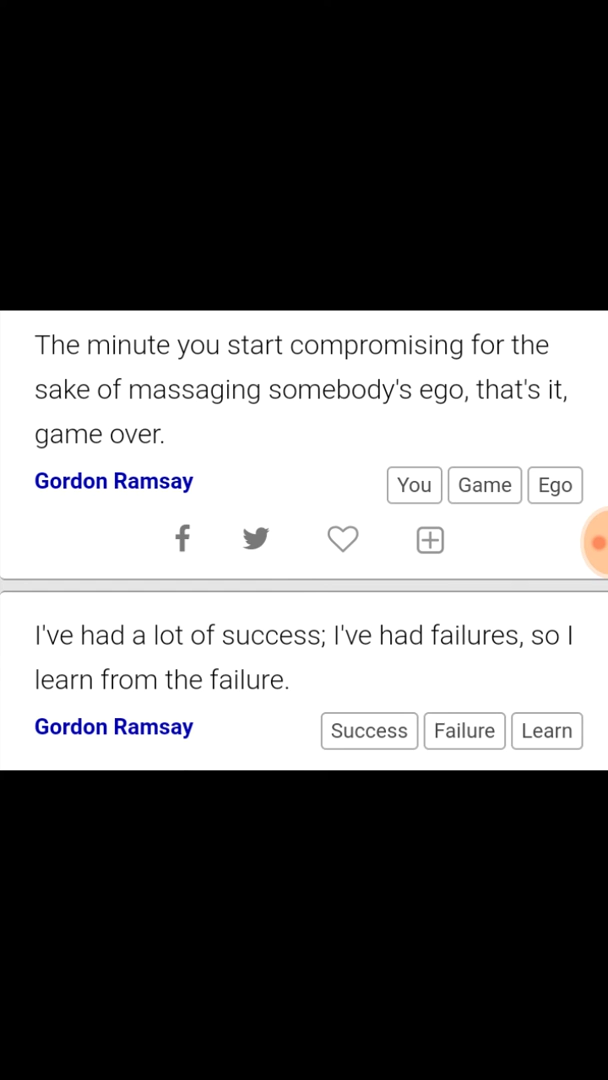 The minute you start compromising for the
sake of massaging somebody's ego, that's it,
game over.
Gordon Ramsay
You Game Ego
I've had a lot of success; I've had failures, so I
learn from the failure.
Gordon Ramsay
Success Failure Learn